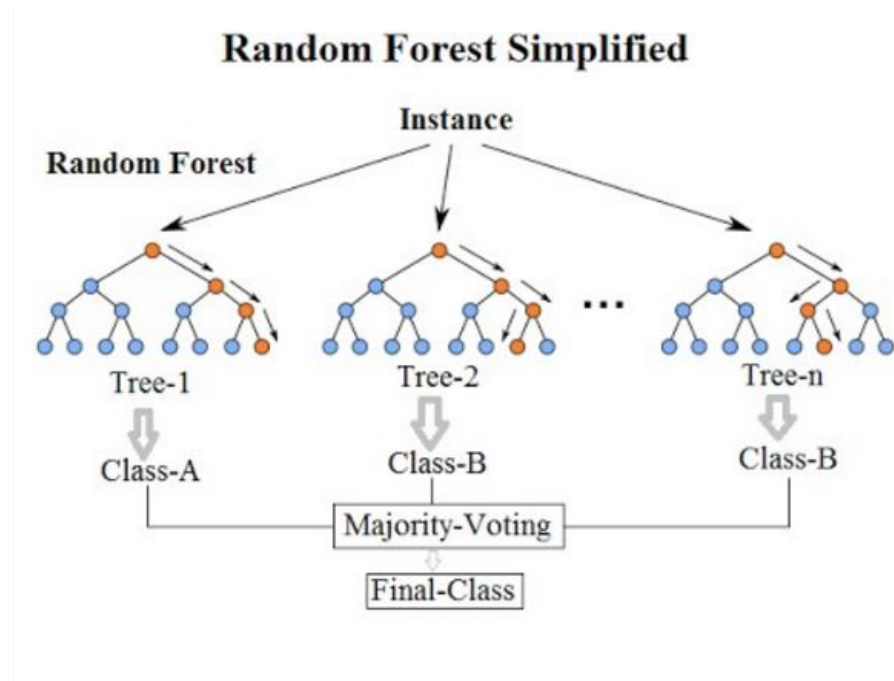 Random Forest Simplified
Instance
Random Forest
...
Tree-1
Tree-2
Tree-n
Class-A
Class-B
Class-B
Majority-Voting
Final-Class